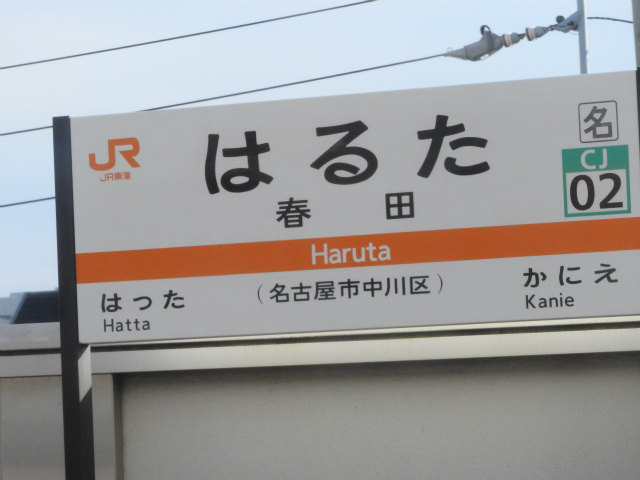 JR
JR東海
はるた
名
CJ
02
春田
Haruta
はった
Hatta
(名古屋市中川区)
かにえ
Kanie